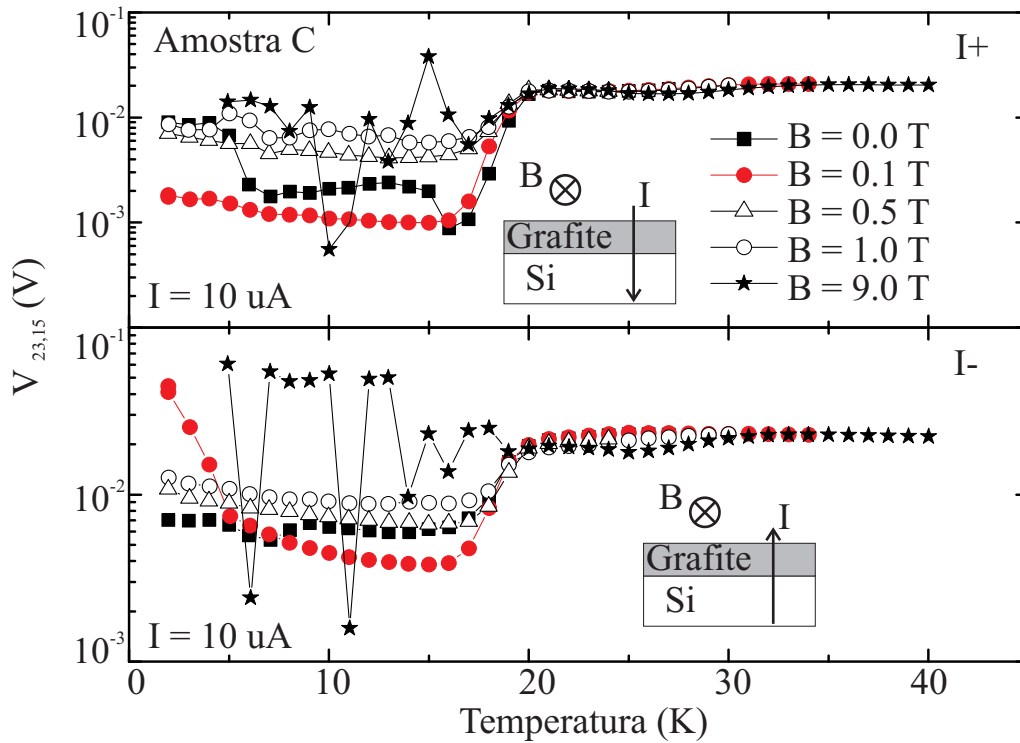 10⁻¹
Amostra C
I+
10⁻²
B = 0.0 T
B = 0.1 T
B
I
B = 0.5 T
10⁻³
Grafite
B = 1.0 T
Si
B = 9.0 T
I = 10 uA
V 23,15 (V)
10⁻¹
I-
10⁻²
B
I
Grafite
Si
I = 10 uA
10⁻³
0 10 20 30 40
Temperatura (K)